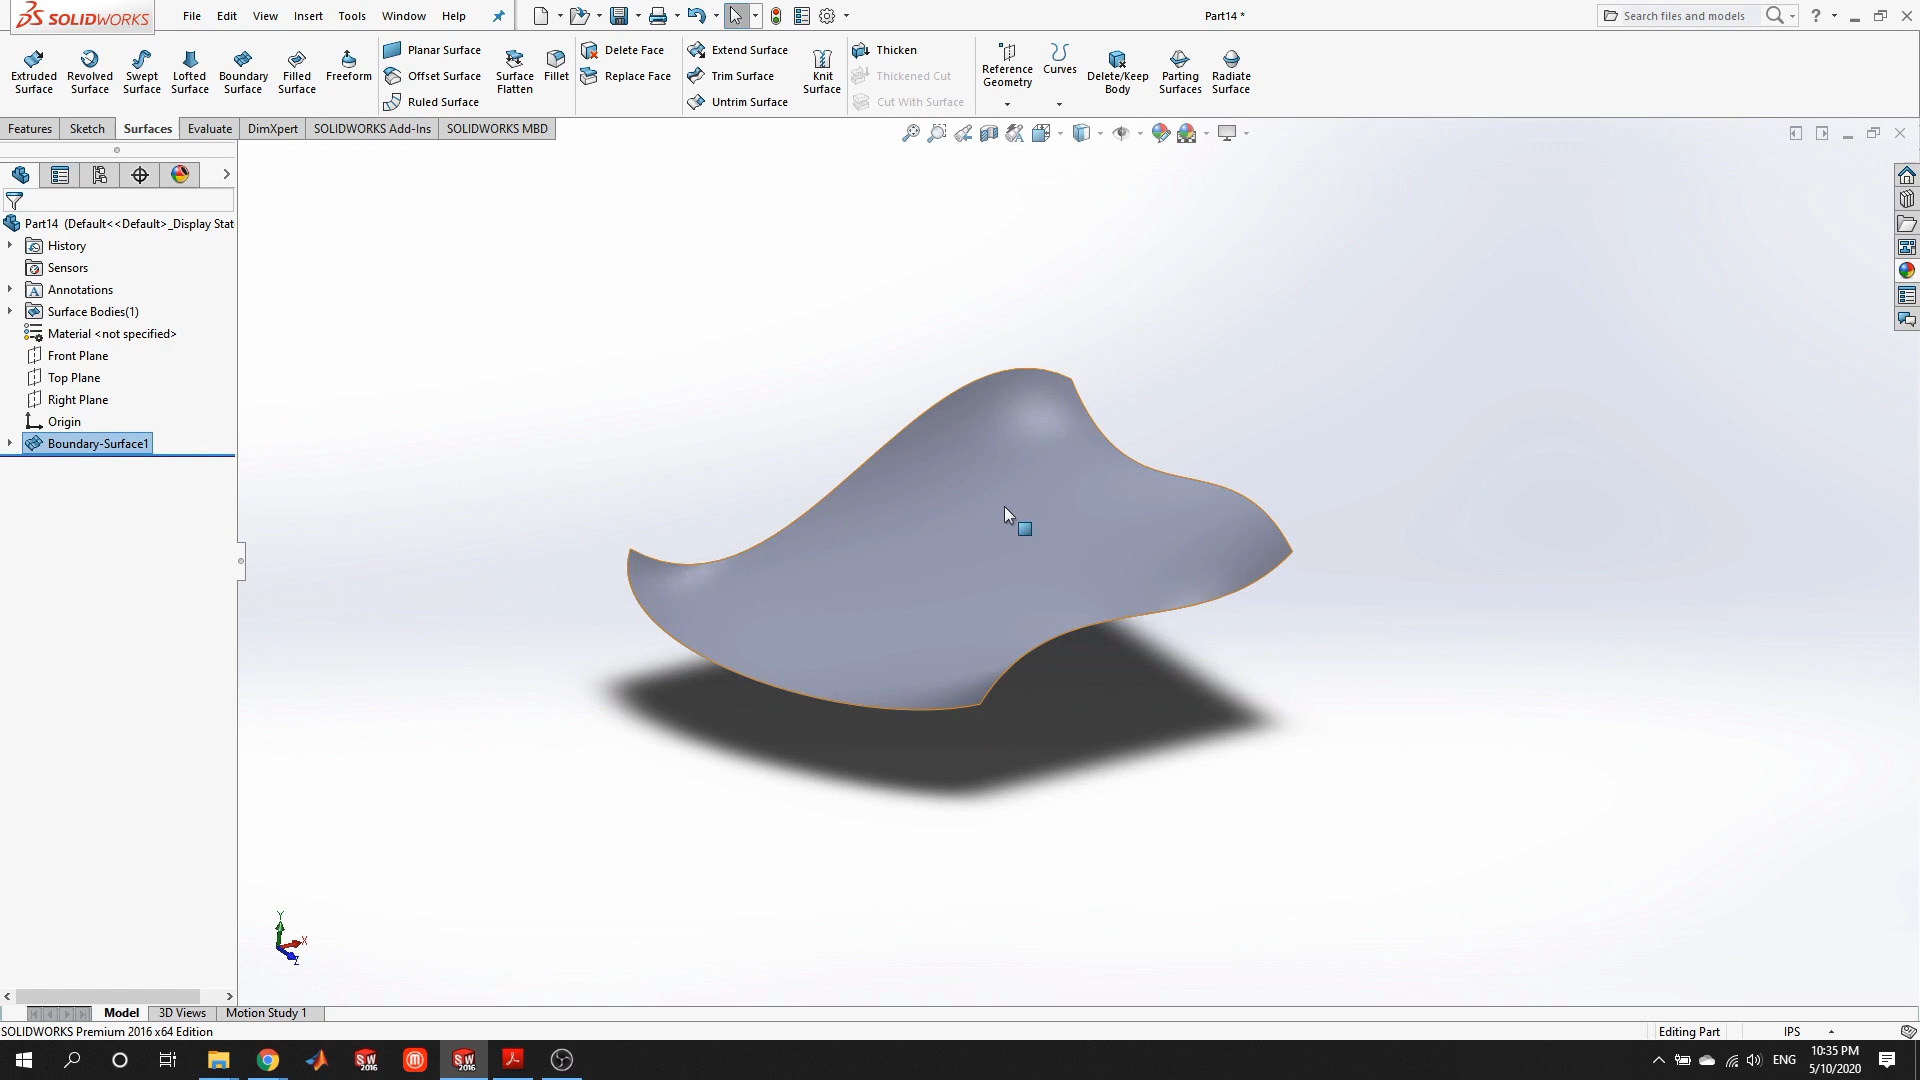 SOLIDWORKS File Edit View Insert Tools Window Help Part14 * Search files and models ?
Extruded Surface
Revolved Surface
Swept Surface
Lofted Surface
Boundary Surface
Filled Surface
Freeform
Planar Surface
Offset Surface
Ruled Surface
Surface Flatten
Fillet
Delete Face
Replace Face
Extend Surface
Trim Surface
Untrim Surface
Knit Surface
Thicken
Thickened Cut
Cut With Surface
Reference Geometry
Curves
Delete/Keep Body
Parting Surfaces
Radiate Surface
Features Sketch Surfaces Evaluate DimXpert SOLIDWORKS Add-Ins SOLIDWORKS MBD
Part14 (Default<<Default>_Display Stat
History
Sensors
A Annotations
Surface Bodies(1)
Material <not specified>
Front Plane
Top Plane
Right Plane
Origin
Boundary-Surface1
Y
X
Z
Model 3D Views Motion Study 1
SOLIDWORKS Premium 2016 x64 Edition Editing Part IPS
SW 2016 SW 2016 ENG 10:35 PM
5/10/2020